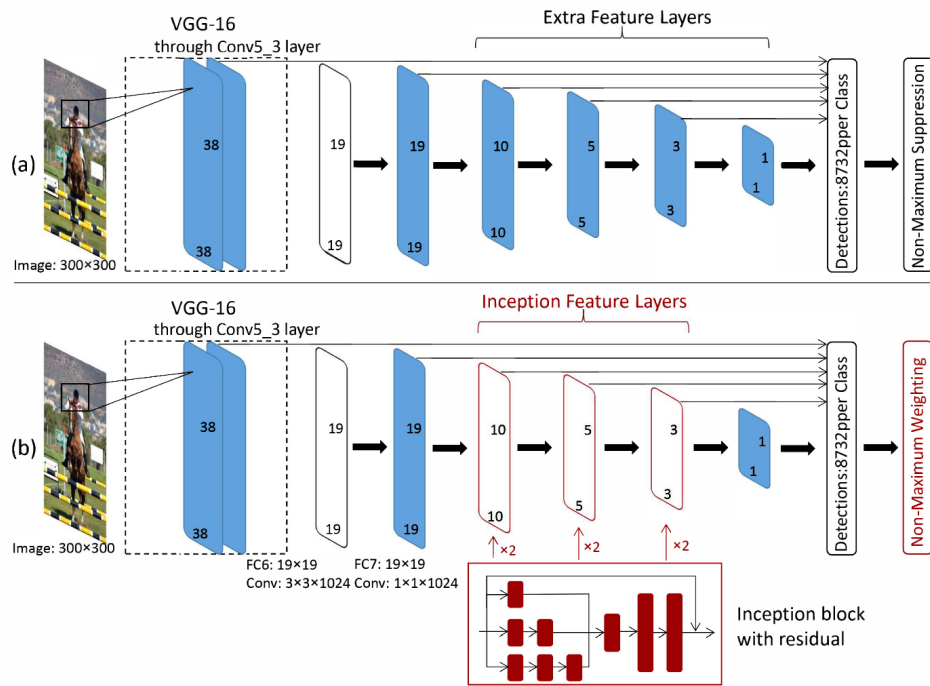 VGG-16
through Conv5_3 layer
Extra Feature Layers
(a)
38
38
19
19
19
19
10
10
5
5
3
3
1
1
Detections:8732pper Class
Non-Maximum Suppression
Image: 300×300
VGG-16
through Conv5_3 layer
Inception Feature Layers
(b)
38
38
19
19
19
19
10
10
5
5
3
3
1
1
Detections:8732pper Class
Non-Maximum Weighting
Image: 300×300
FC6: 19×19
Conv: 3×3×1024
FC7: 19×19
Conv: 1×1×1024
×2
×2
×2
Inception block
with residual